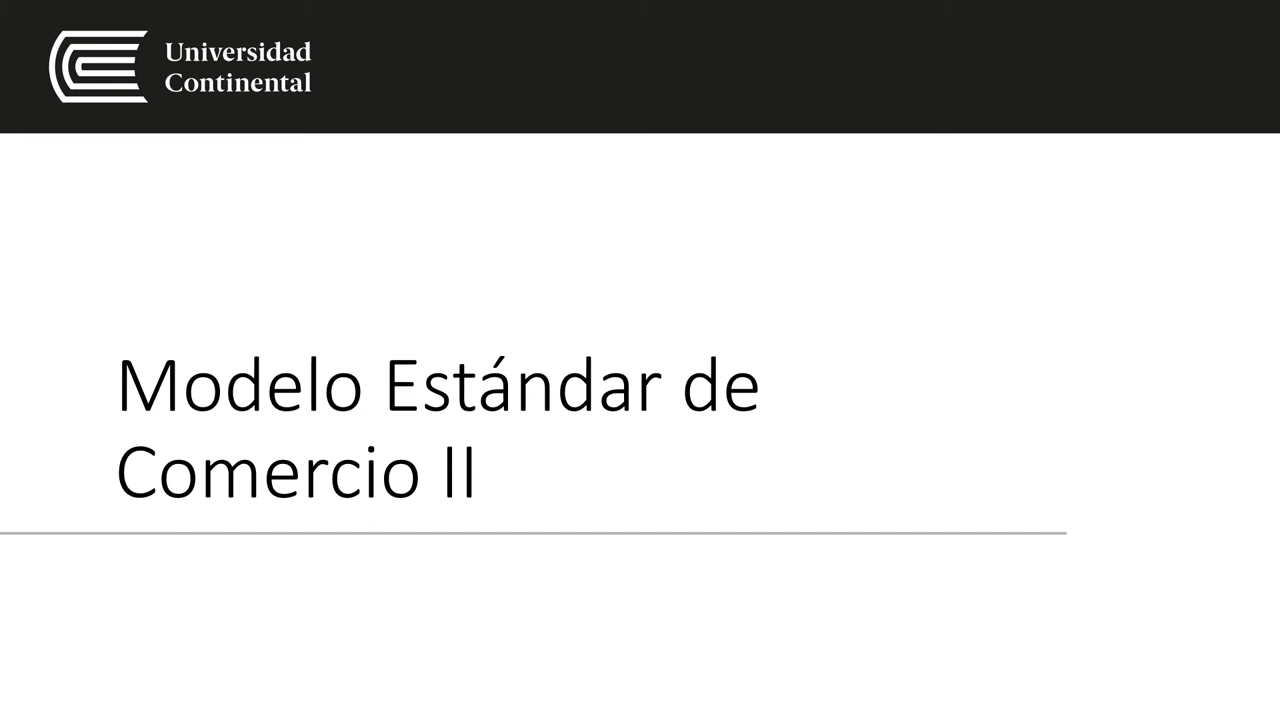 Universidad
Continental
Modelo Estándar de
Comercio II